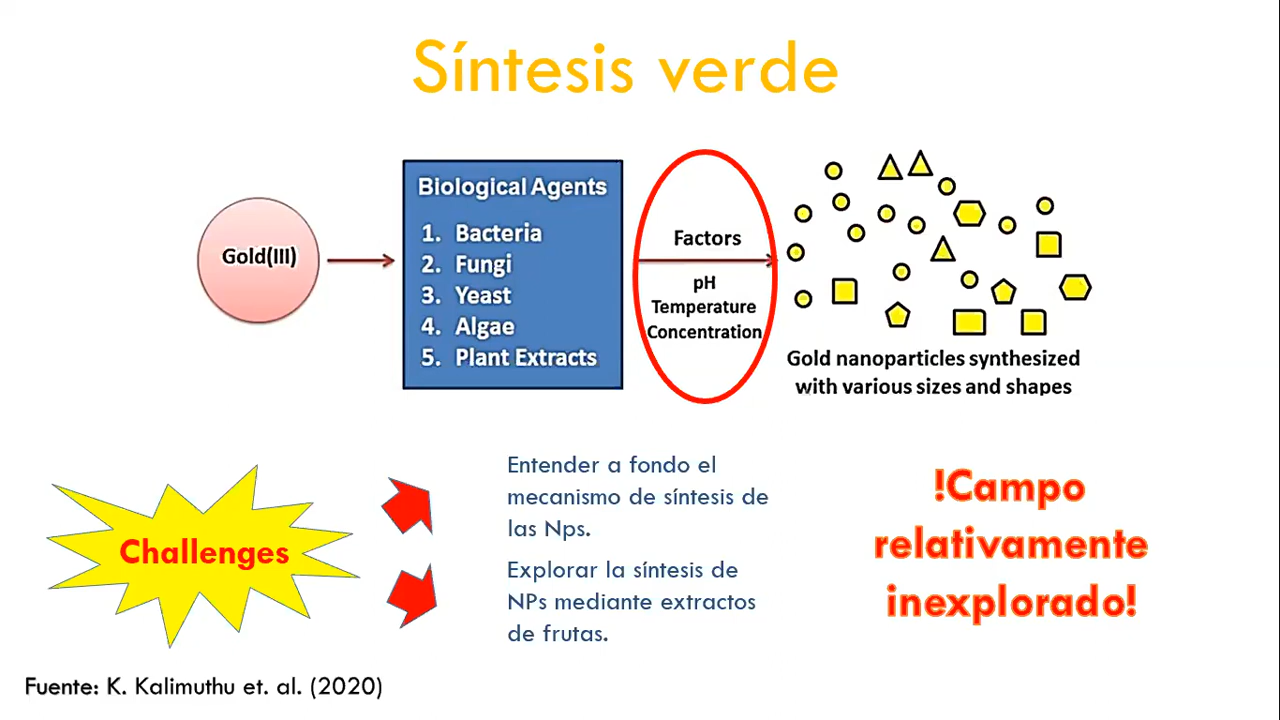 Síntesis verde
Gold(III)
Biological Agents
1. Bacteria
2. Fungi
3. Yeast
4. Algae
5. Plant Extracts
Factors
pH
Temperature
Concentration
Gold nanoparticles synthesized
with various sizes and shapes
Challenges
Entender a fondo el
mecanismo de síntesis de
las Nps.
Explorar la síntesis de
NPs mediante extractos
de frutas.
!Campo
relativamente
inexplorado!
Fuente: K. Kalimuthu et. al. (2020)